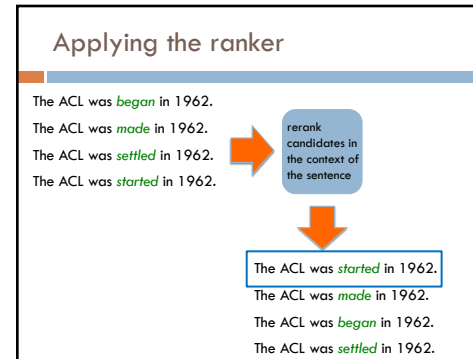 Applying the ranker
The ACL was began in 1962.
The ACL was made in 1962.
The ACL was settled in 1962.
The ACL was started in 1962.
rerank
candidates in
the context of
the sentence
The ACL was started in 1962.
The ACL was made in 1962.
The ACL was began in 1962.
The ACL was settled in 1962.